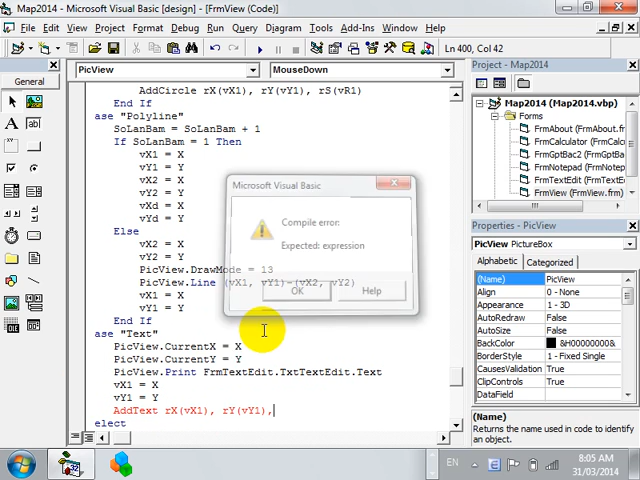 Map2014 - Microsoft Visual Basic [design] - [FrmView (Code)]
File Edit View Project Format Debug Run Query Diagram Tools Add-Ins Window Help
Ln 400, Col 42
General
A
ab
PicView
MouseDown
AddCircle rX(vX1), rY(vY1), rS(vR1)
End If
ase "Polyline"
SoLanBam = SoLanBam + 1
If SoLanBam = 1 Then
vX1 = X
vY1 = Y
vX2 = X
vY2 = Y
vXd = X
vYd = Y
Else
vX2 = X
vY2 = Y
PicView.DrawMode = 13
PicView.Line (vX1, vY1)-(vX2, vY2)
vX1 = X
vY1 = Y
End If
ase "Text"
PicView.CurrentX = X
PicView.CurrentY = Y
PicView.Print FrmTextEdit.TxtTextEdit.Text
vX1 = X
vY1 = Y
AddText rX(vX1), rY(vY1),
elect
Microsoft Visual Basic
Compile error:
Expected: expression
OK
Help
Project - Map2014
Map2014 (Map2014.vbp)
Forms
FrmAbout (FrmAbout.frm)
FrmCalculator (FrmCalculator
FrmGptBac2 (FrmGptBac2.f
FrmNotepad (FrmNotepad.f
FrmTextEdit (FrmTextEdit.f
FrmView (FrmView.frm)
Properties - PicView
PicView PictureBox
Alphabetic
Categorized
(Name) PicView
Align 0 - None
Appearance 1 - 3D
AutoRedraw False
AutoSize False
BackColor &H00000000&
BorderStyle 1 - Fixed Single
CausesValidation True
ClipControls True
DataField
(Name)
Returns the name used in code to identify an object.
EN
8:05 AM
31/03/2014